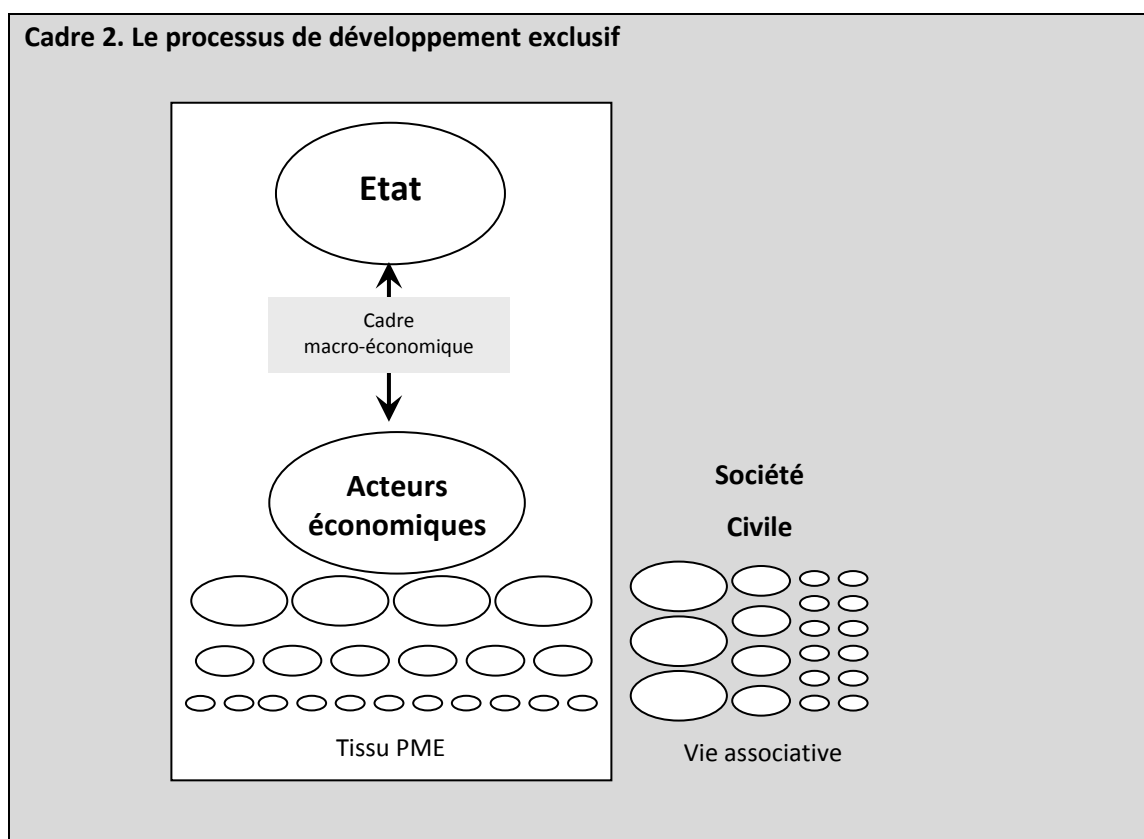 Cadre 2. Le processus de développement exclusif
Etat
Cadre
macro-économique
Acteurs
économiques
Société
Civile
Tissu PME
Vie associative